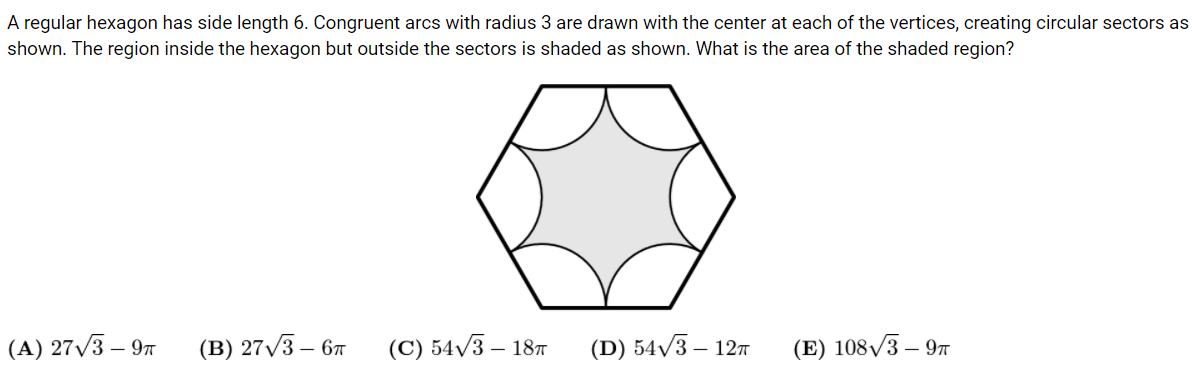 A regular hexagon has side length 6. Congruent arcs with radius 3 are drawn with the center at each of the vertices, creating circular sectors as
shown. The region inside the hexagon but outside the sectors is shaded as shown. What is the area of the shaded region?
(A) 27√3 – 9π (B) 27√3 – 6π (C) 54√3 – 18π (D) 54√3 – 12π (E) 108√3 – 9π